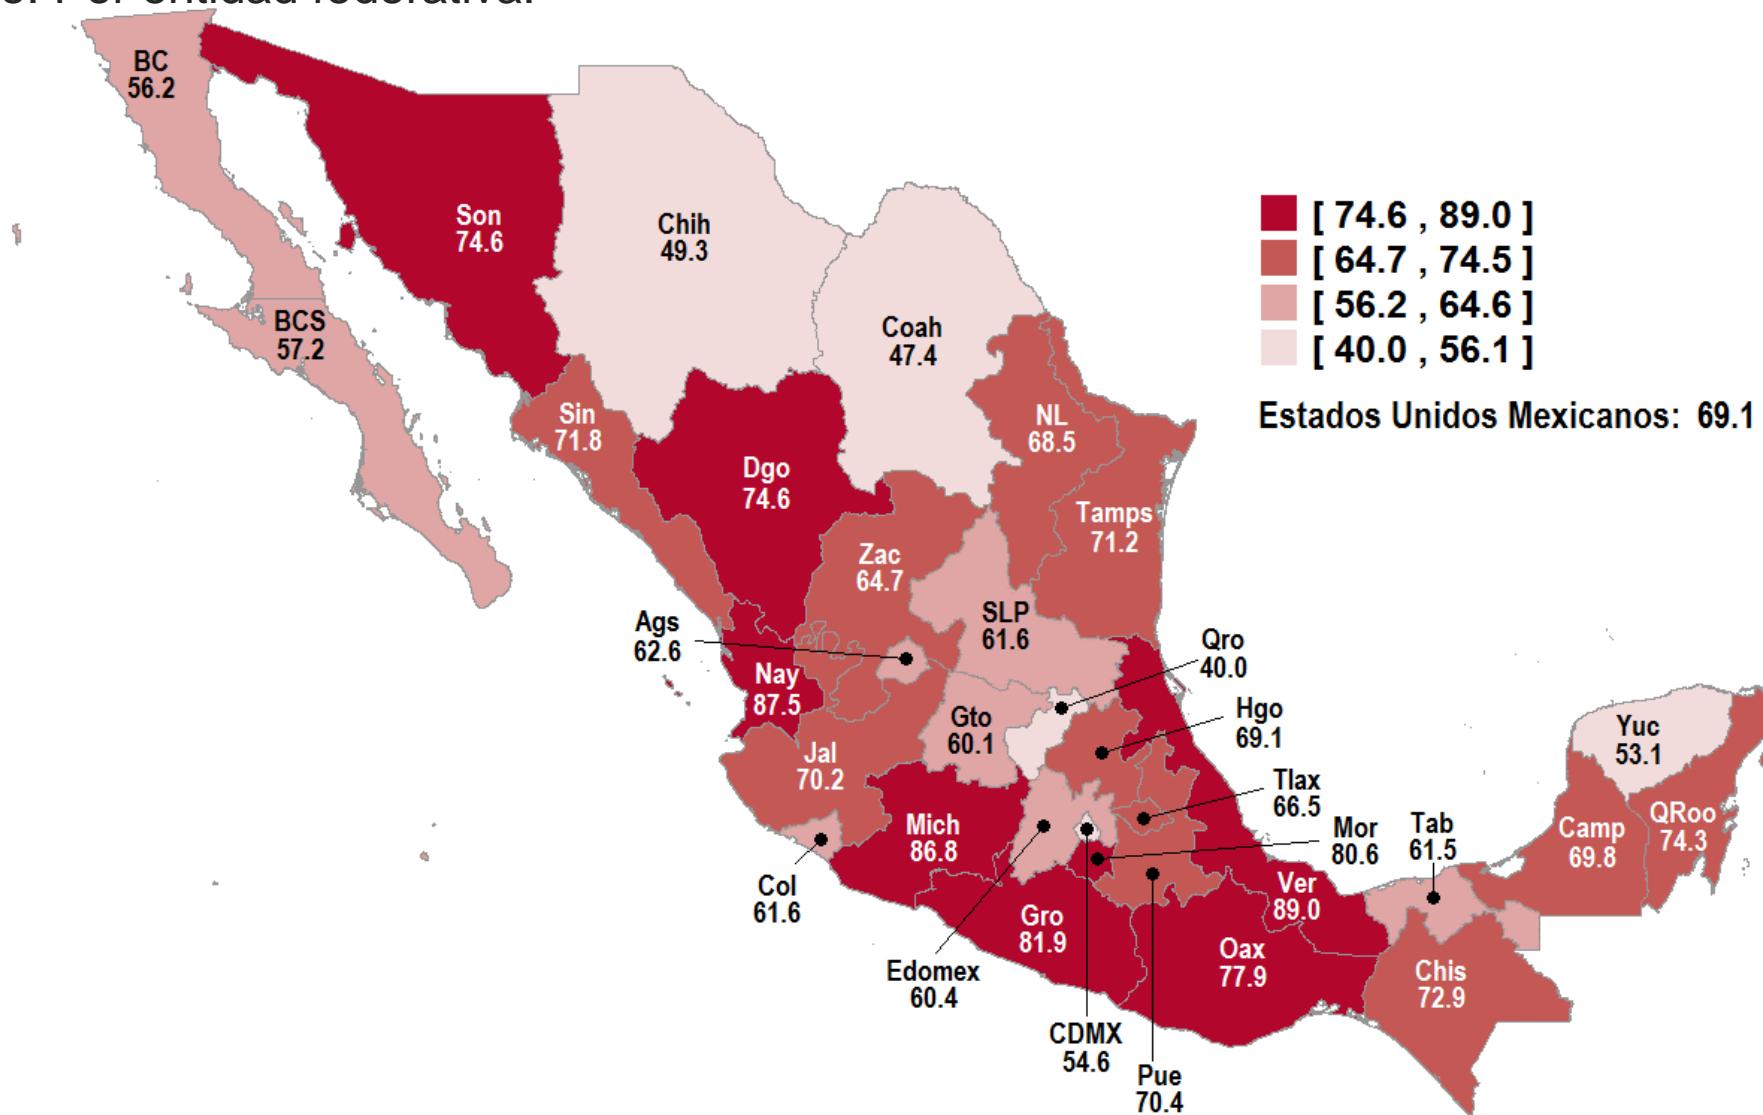 Por entidad federativa.
BC
56.2
Son
74.6
Chih
49.3
[ 74.6 , 89.0 ]
[ 64.7 , 74.5 ]
[ 56.2 , 64.6 ]
[ 40.0 , 56.1 ]
Estados Unidos Mexicanos: 69.1
BCS
57.2
Coah
47.4
Sin
71.8
NL
68.5
Dgo
74.6
Tamps
71.2
Zac
64.7
SLP
61.6
Ags
62.6
Qro
40.0
Nay
87.5
Gto
60.1
Hgo
69.1
Yuc
53.1
Jal
70.2
Tlax
66.5
Mich
86.8
Mor
80.6
Tab
61.5
Camp
69.8
QRoo
74.3
Col
61.6
Gro
81.9
Ver
89.0
Edomex
60.4
Oax
77.9
Chis
72.9
CDMX
54.6
Pue
70.4